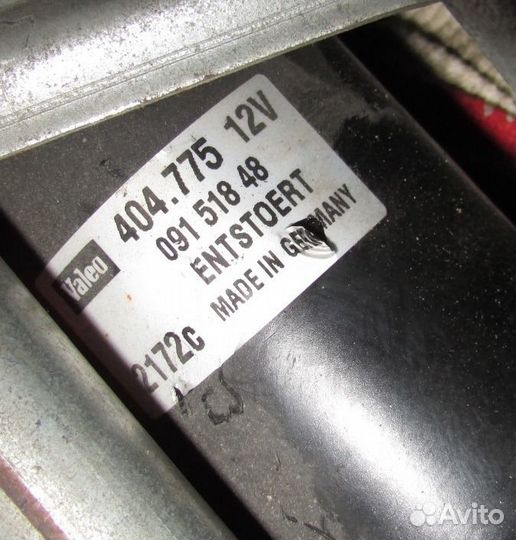 Valeo
404.775 12V
091 518 48
ENTSTOERT
MADE IN GERMANY
2172C
Avito